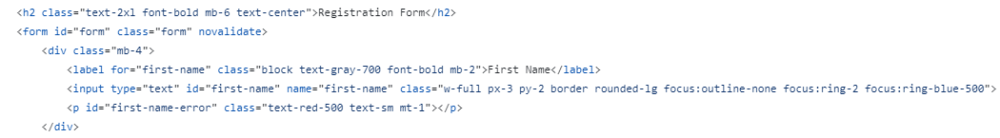 <h2 class="text-2xl font-bold mb-6 text-center">Registration Form</h2>
<form id="form" class="form" novalidate>
<div class="mb-4">
<label for="first-name" class="block text-gray-700 font-bold mb-2">First Name</label>
<input type="text" id="first-name" name="first-name" class="w-full px-3 py-2 border rounded-lg focus:outline-none focus:ring-2 focus:ring-blue-500">
<p id="first-name-error" class="text-red-500 text-sm mt-1"></p>
</div>